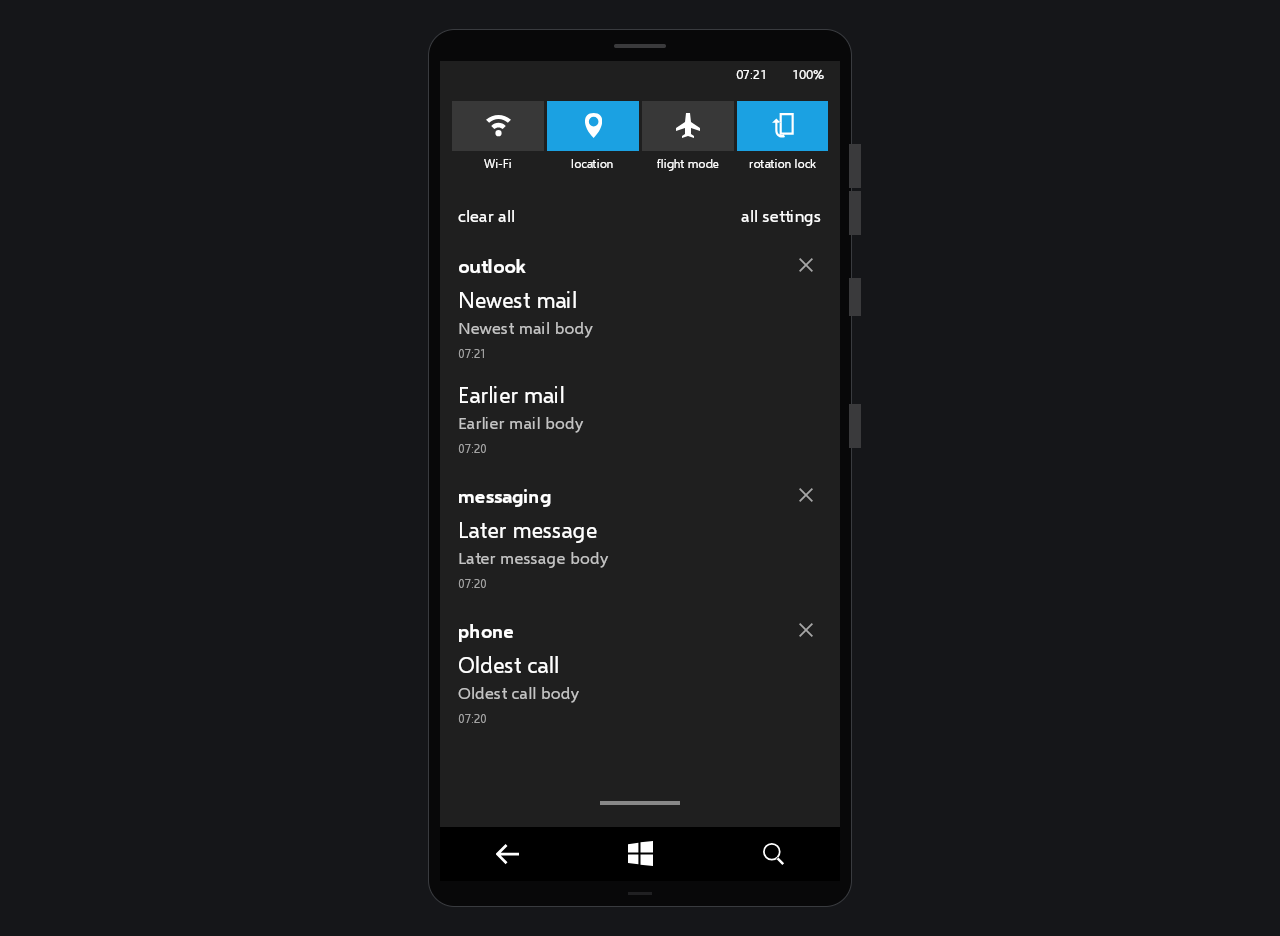 07:21 100%
Wi-Fi location flight mode rotation lock
clear all all settings
outlook
Newest mail
Newest mail body
07:21
Earlier mail
Earlier mail body
07:20
messaging
Later message
Later message body
07:20
phone
Oldest call
Oldest call body
07:20